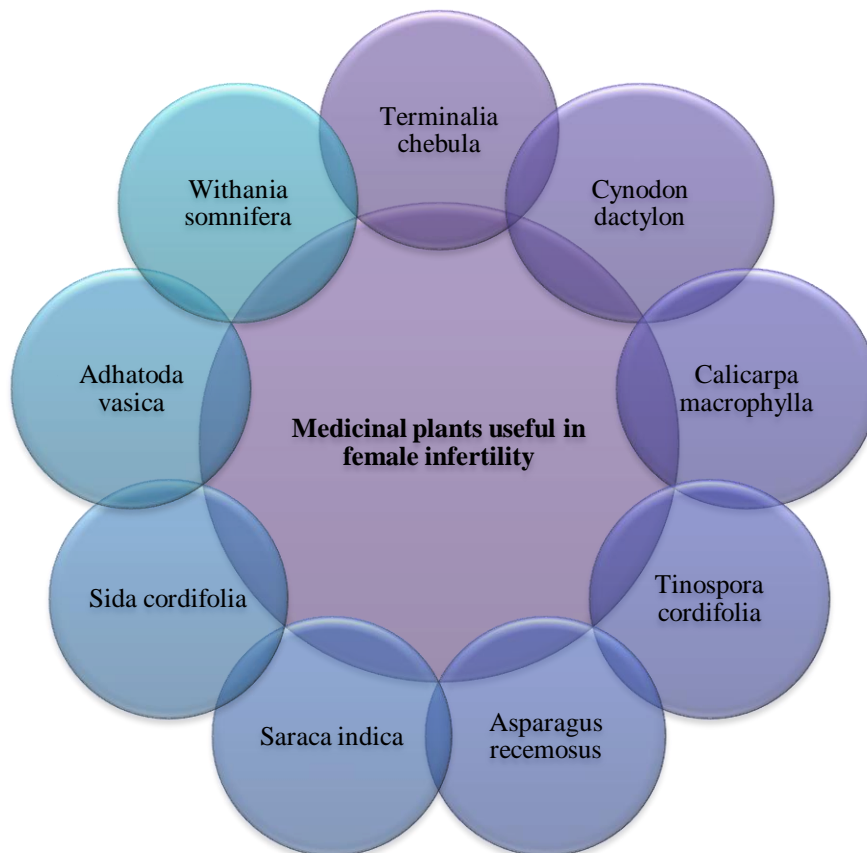 Terminalia
chebula
Cynodon
dactylon
Calicarpa
macrophylla
Tinospora
cordifolia
Asparagus
recemosus
Saraca indica
Sida cordifolia
Adhatoda
vasica
Withania
somnifera
Medicinal plants useful in
female infertility